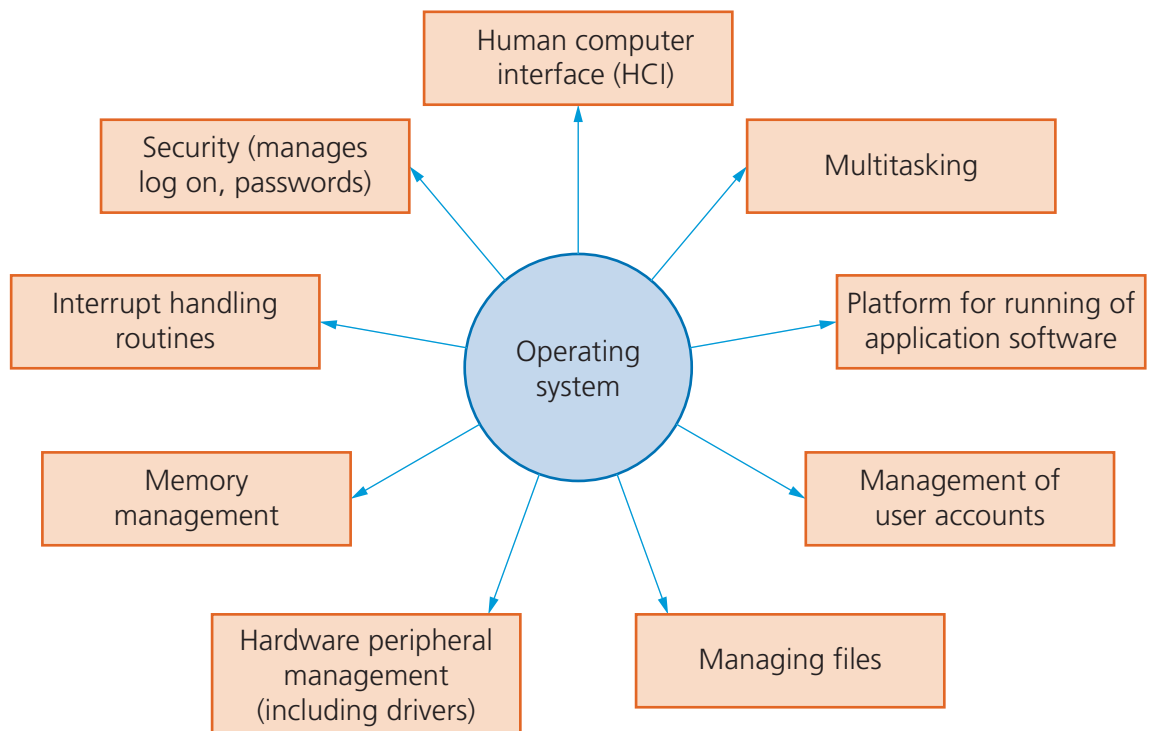 Human computer
interface (HCI)
Security (manages
log on, passwords)
Multitasking
Interrupt handling
routines
Platform for running of
application software
Operating
system
Memory
management
Management of
user accounts
Hardware peripheral
management
(including drivers)
Managing files